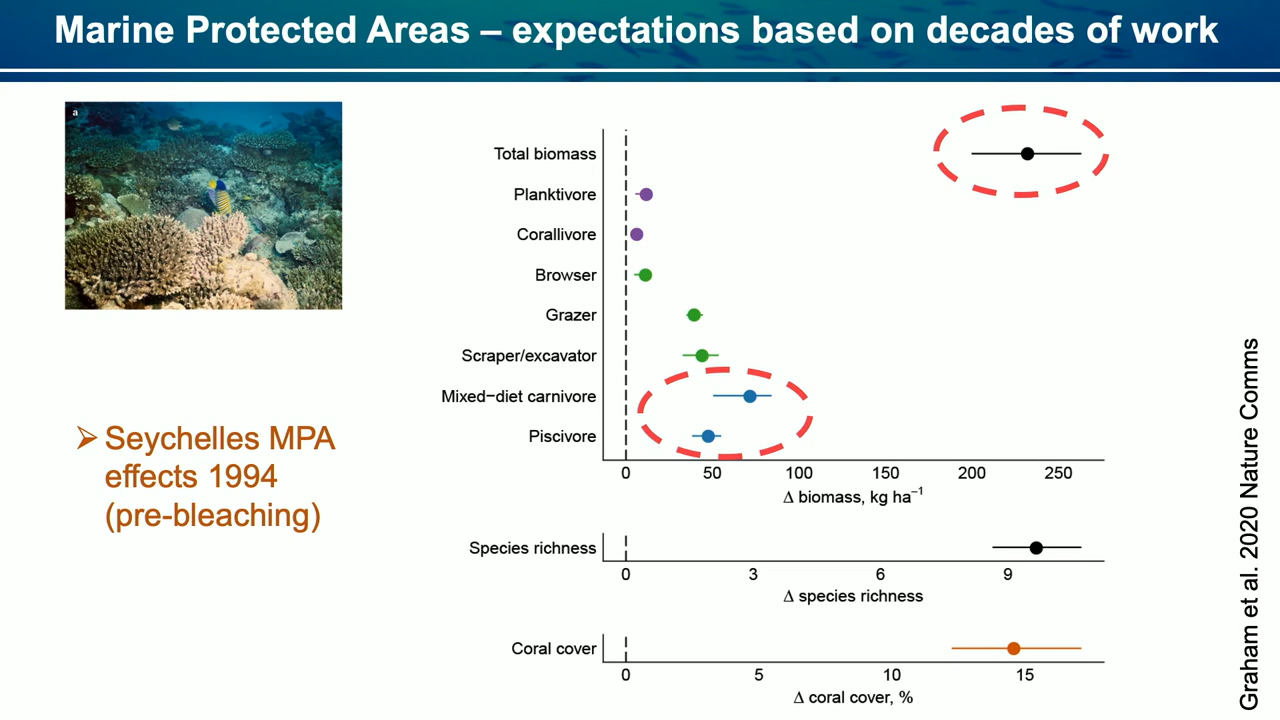 Marine Protected Areas – expectations based on decades of work
a
Total biomass
Planktivore
Corallivore
Browser
Grazer
Scraper/excavator
Mixed−diet carnivore
Piscivore
0 50 100 150 200 250
Δ biomass, kg ha⁻¹
Species richness
0 3 6 9
Δ species richness
Coral cover
0 5 10 15
Δ coral cover, %
➢ Seychelles MPA
effects 1994
(pre-bleaching)
Graham et al. 2020 Nature Comms